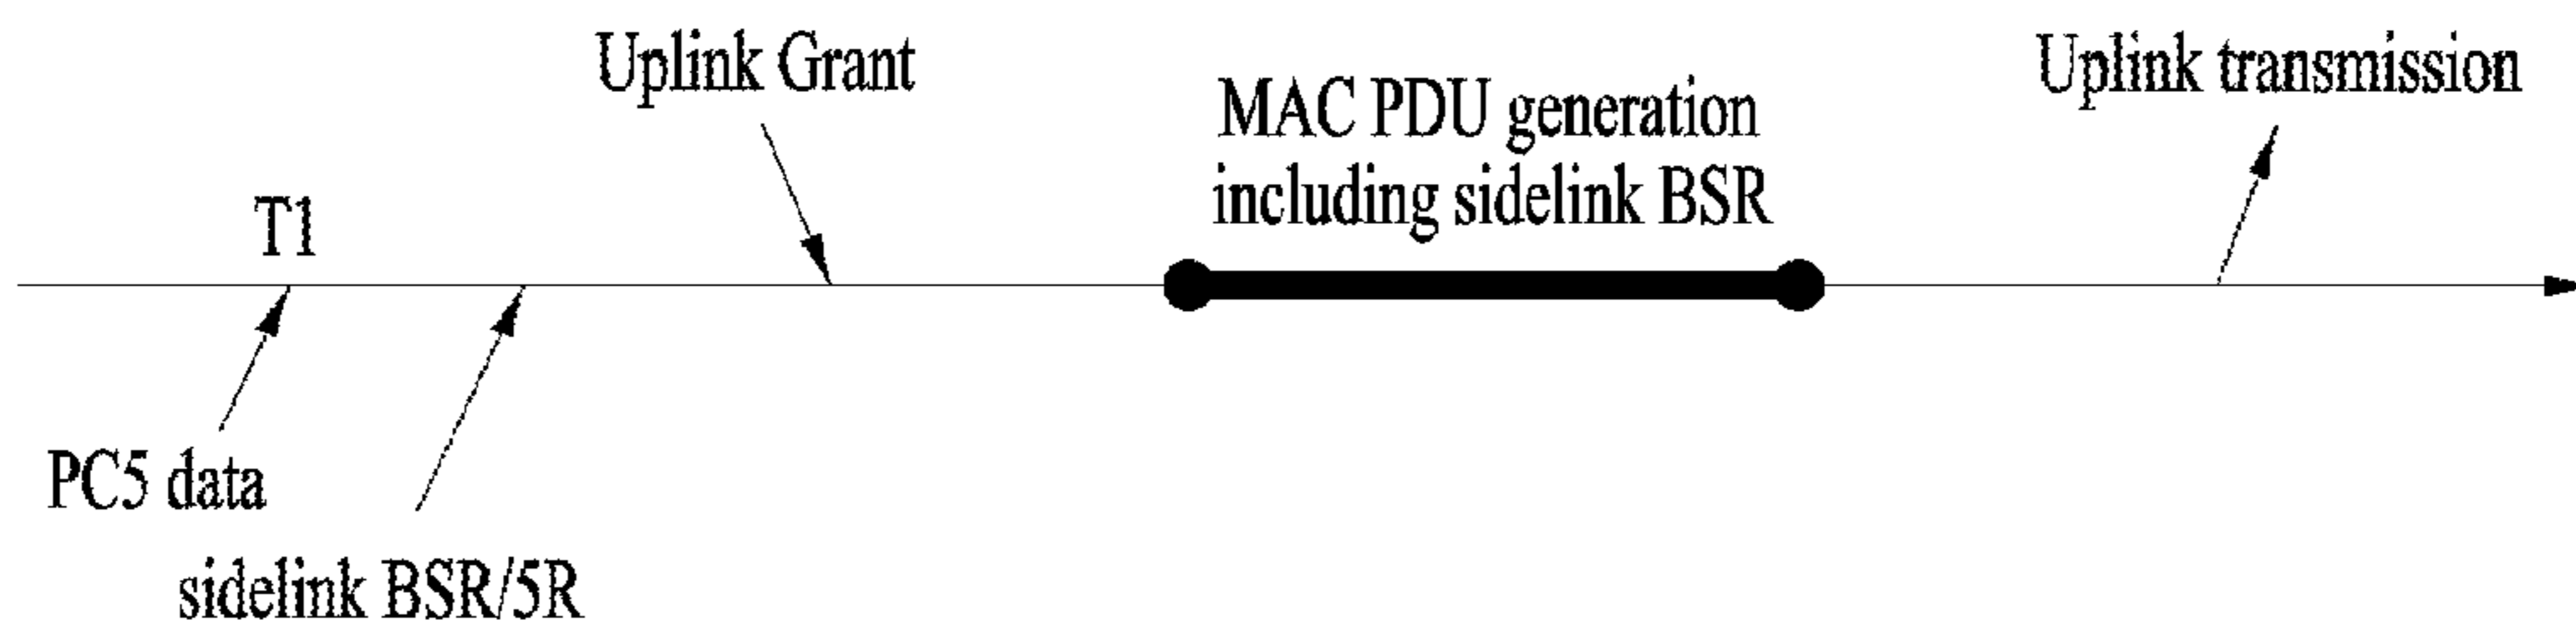 Uplink Grant
MAC PDU generation
including sidelink BSR
Uplink transmission
T1
PC5 data
sidelink BSR/5R